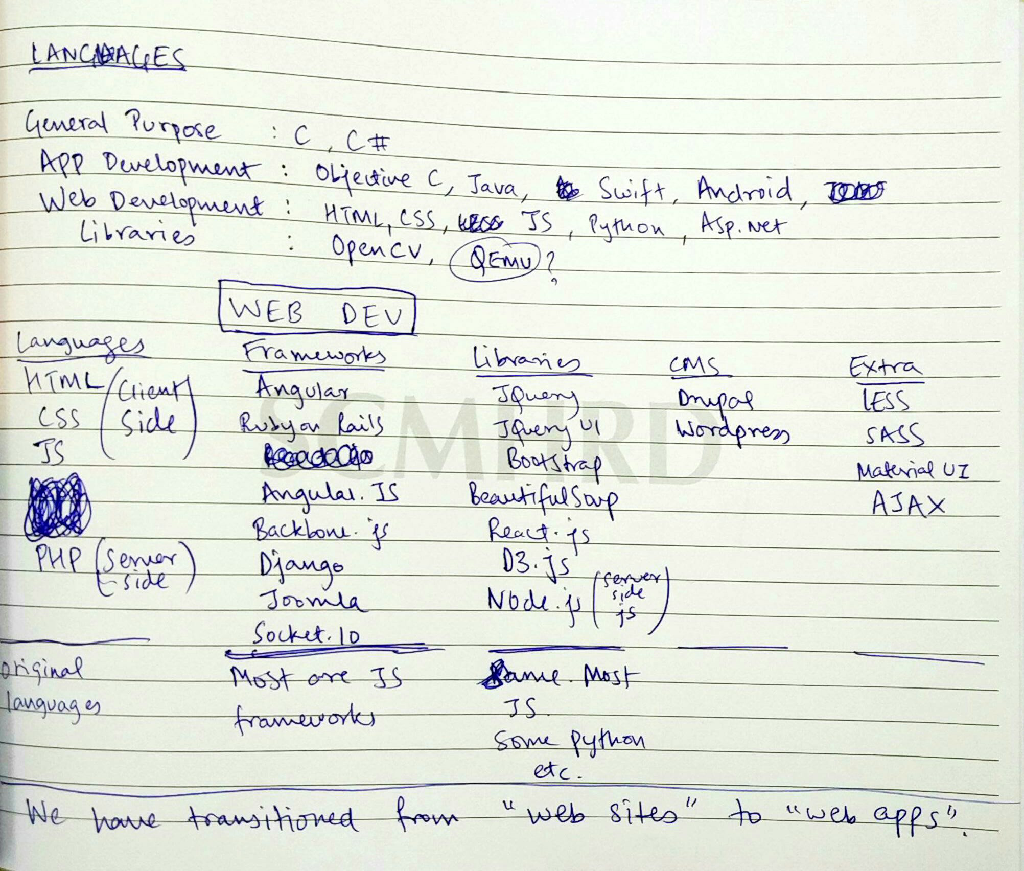 LANGUAGES
General Purpose : C, C#
App Development : Objective C, Java, Swift, Android,
Web Development : HTML, CSS, JS, Python, Asp.Net
Libraries : OpenCV, QEMU ?
WEB DEV
Languages Frameworks Libraries CMS Extra
HTML (Client Angular JQuery Drupal LESS
CSS Side) Ruby on Rails JQuery UI Wordpress SASS
JS Bootstrap Material UI
Angular.JS BeautifulSoup AJAX
Backbone.js React.js
PHP (Server Django D3.js
-side) Joomla Node.js (server side js)
Socket.IO
SCMHRD
original Most are JS Same. Most
languages frameworks JS.
Some python
etc.
We have transitioned from "web sites" to "web apps".